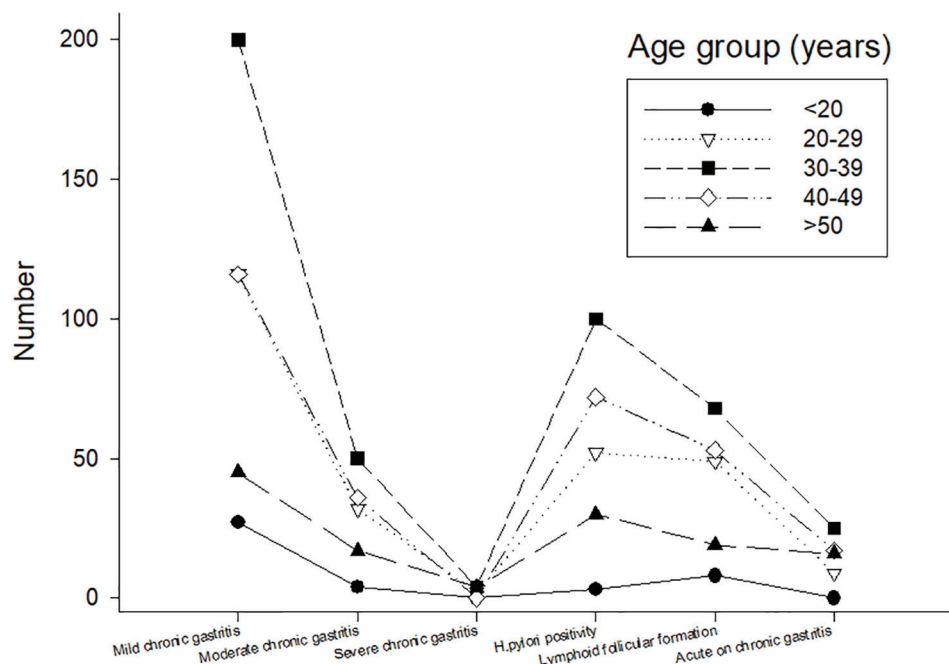 200
150
100
50
0
Number
Age group (years)
<20
20-29
30-39
40-49
>50
Mild chronic gastritis
Moderate chronic gastritis
Severe chronic gastritis
H.pylori positivity
Lymphoid follicular formation
Acute on chronic gastritis